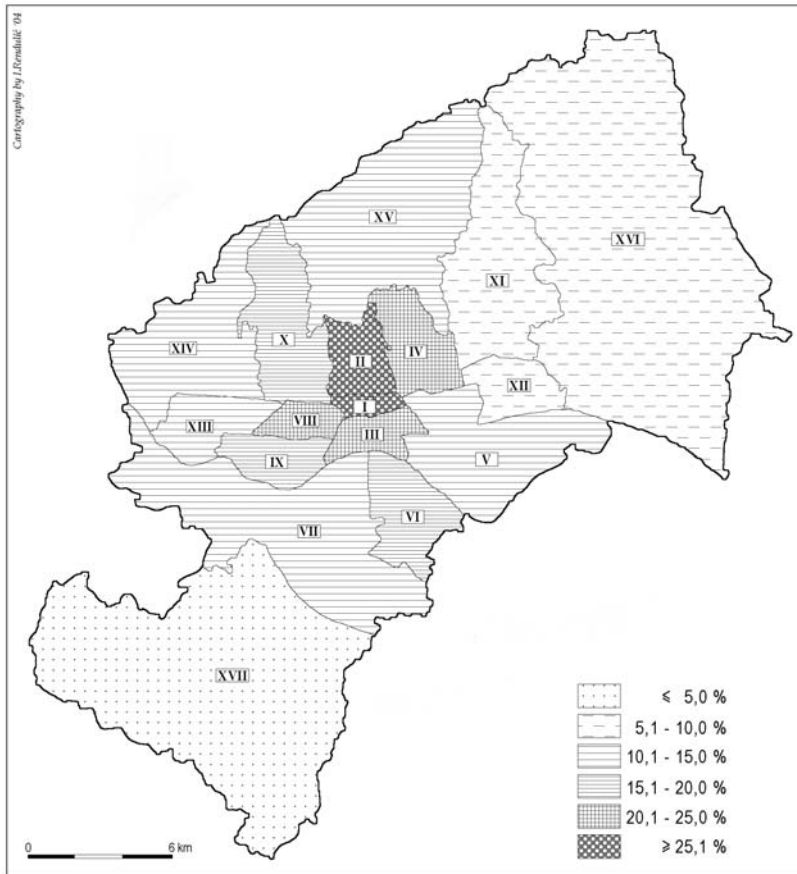 Cartography by I.Rendulić '04
XV
XVI
XI
IV
X
II
XIV
XII
I
VIII
XIII
III
IX
V
VI
VII
XVII
⩽ 5,0 %
5,1 - 10,0 %
10,1 - 15,0 %
15,1 - 20,0 %
20,1 - 25,0 %
⩾ 25,1 %
0 6 km